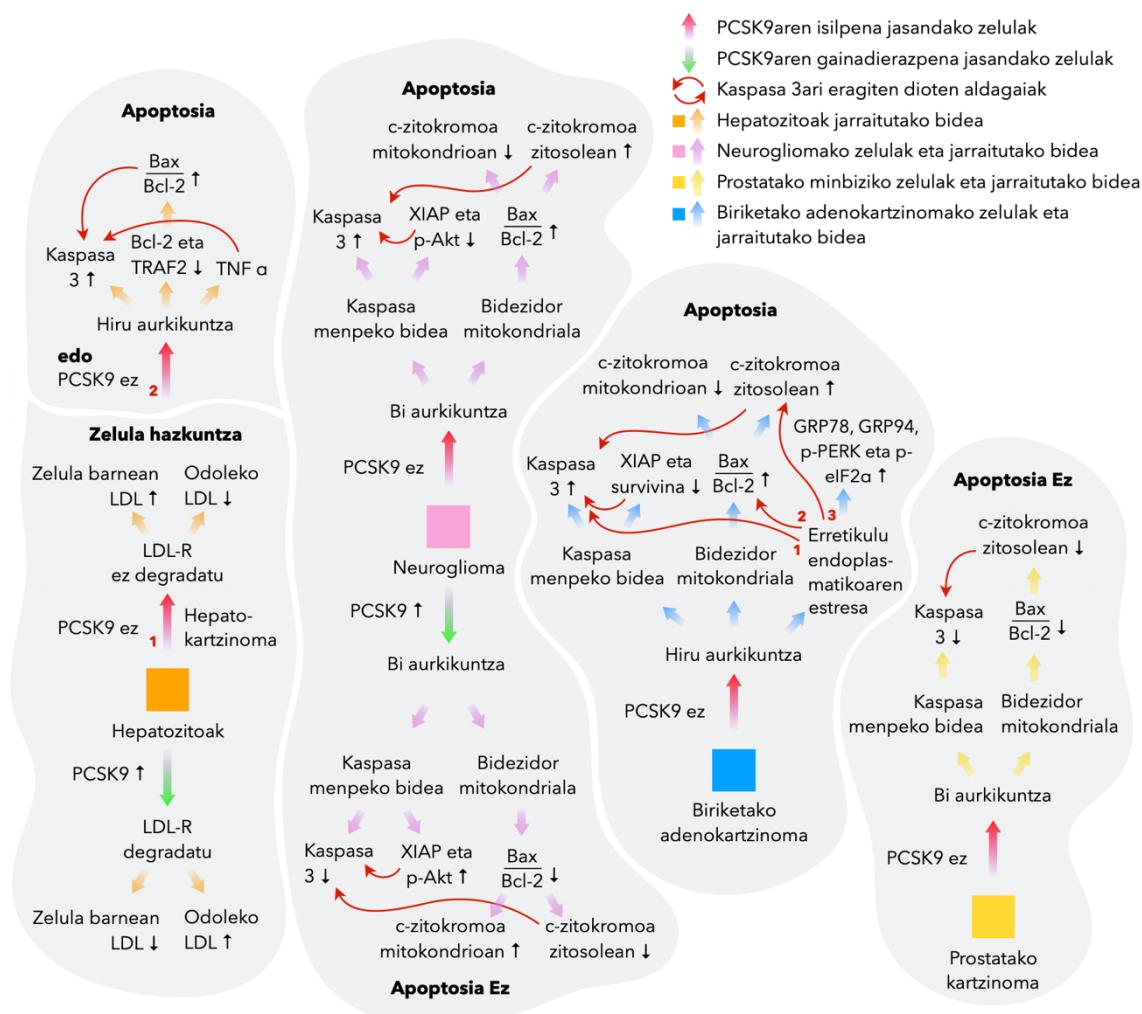 PCSK9aren isilpena jasandako zelulak
PCSK9aren gainadierazpena jasandako zelulak
Kaspasa 3ari eragiten dioten aldagaiak
Hepatozitoak jarraitutako bidea
Neurogliomako zelulak eta jarraitutako bidea
Prostatako minbiziko zelulak eta jarraitutako bidea
Biriketako adenokartzinomako zelulak eta
jarraitutako bidea
Apoptosia
Bax
Bcl-2 ↑
Kaspasa
3 ↑
Bcl-2 eta
TRAF2 ↓
TNF α
Hiru aurkikuntza
edo
PCSK9 ez
2
Zelula hazkuntza
Zelula barnean
LDL ↑
Odoleko
LDL ↓
LDL-R
ez degradatu
PCSK9 ez
1
Hepato-
kartzinoma
Hepatozitoak
PCSK9 ↑
LDL-R
degradatu
Zelula barnean
LDL ↓
Odoleko
LDL ↑
Apoptosia
c-zitokromoa
mitokondrioan ↓
c-zitokromoa
zitosolean ↑
Kaspasa
3 ↑
XIAP eta
p-Akt ↓
Bax
Bcl-2 ↑
Kaspasa
menpeko bidea
Bidezidor
mitokondriala
Bi aurkikuntza
PCSK9 ez
Neuroglioma
PCSK9 ↑
Bi aurkikuntza
Kaspasa
menpeko bidea
Bidezidor
mitokondriala
Kaspasa
3 ↓
XIAP eta
p-Akt ↑
Bax
Bcl-2 ↓
c-zitokromoa
mitokondrioan ↑
c-zitokromoa
zitosolean ↓
Apoptosia Ez
Apoptosia
c-zitokromoa
mitokondrioan ↓
c-zitokromoa
zitosolean ↑
GRP78, GRP94,
p-PERK eta p-
eIF2α ↑
Kaspasa
3 ↑
XIAP eta
survivina ↓
Bax
Bcl-2 ↑
2
3
1
Kaspasa
menpeko bidea
Bidezidor
mitokondriala
Erretikulu
endoplas-
matikoaren
estresa
Hiru aurkikuntza
PCSK9 ez
Biriketako
adenokartzinoma
Apoptosia Ez
c-zitokromoa
zitosolean ↓
Kaspasa
3 ↓
Bax
Bcl-2 ↓
Kaspasa
menpeko bidea
Bidezidor
mitokondriala
Bi aurkikuntza
PCSK9 ez
Prostatako
kartzinoma